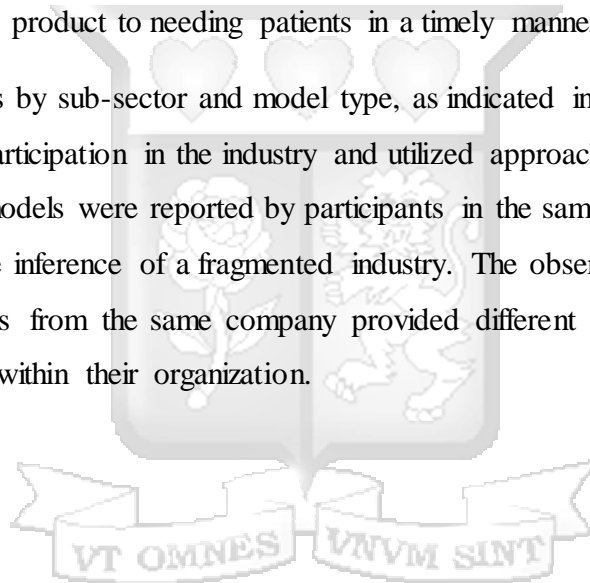 product to needing patients in a timely manner
s by sub-sector and model type, as indicated in
articipation in the industry and utilized approac
odels were reported by participants in the sam
e inference of a fragmented industry. The obser
s from the same company provided different
within their organization.
VT OMNES VNVM SINT